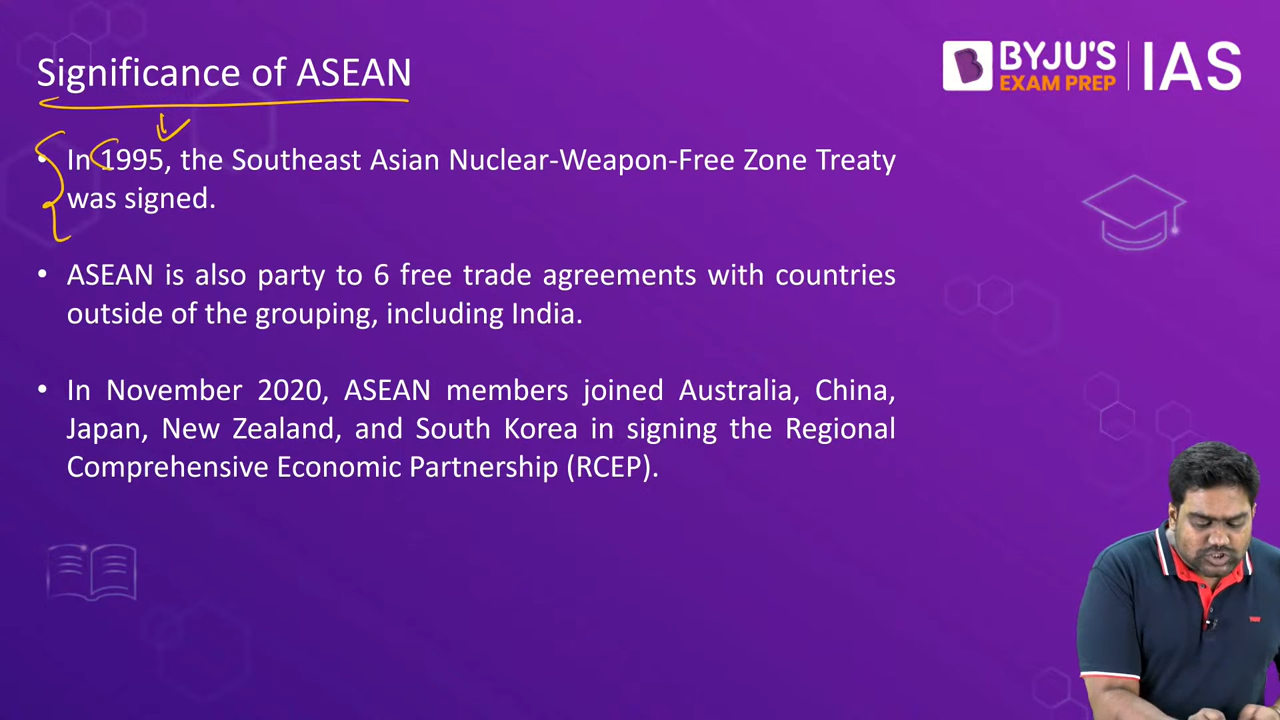 Significance of ASEAN
BYJU'S
EXAM PREP
IAS
• In 1995, the Southeast Asian Nuclear-Weapon-Free Zone Treaty
was signed.
• ASEAN is also party to 6 free trade agreements with countries
outside of the grouping, including India.
• In November 2020, ASEAN members joined Australia, China,
Japan, New Zealand, and South Korea in signing the Regional
Comprehensive Economic Partnership (RCEP).